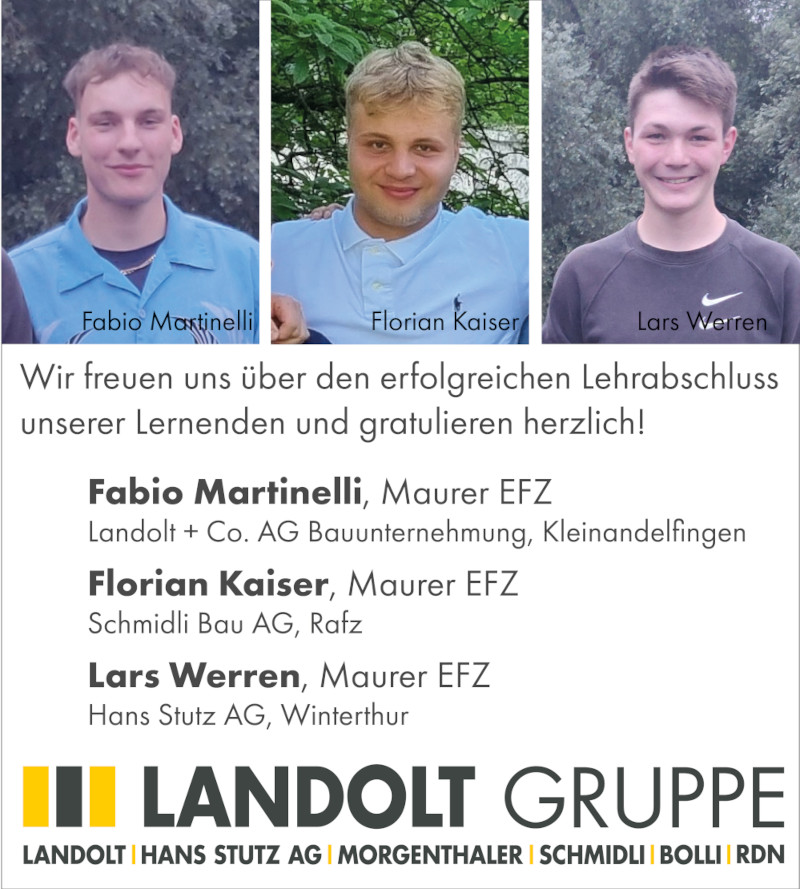 Fabio Martinelli
Florian Kaiser
Lars Werren
Wir freuen uns über den erfolgreichen Lehrabschluss
unserer Lernenden und gratulieren herzlich!
Fabio Martinelli, Maurer EFZ
Landolt + Co. AG Bauunternehmung, Kleinandelfingen
Florian Kaiser, Maurer EFZ
Schmidli Bau AG, Rafz
Lars Werren, Maurer EFZ
Hans Stutz AG, Winterthur
LANDOLT GRUPPE
LANDOLT | HANS STUTZ AG | MORGENTHALER | SCHMIDLI | BOLLI | RDN